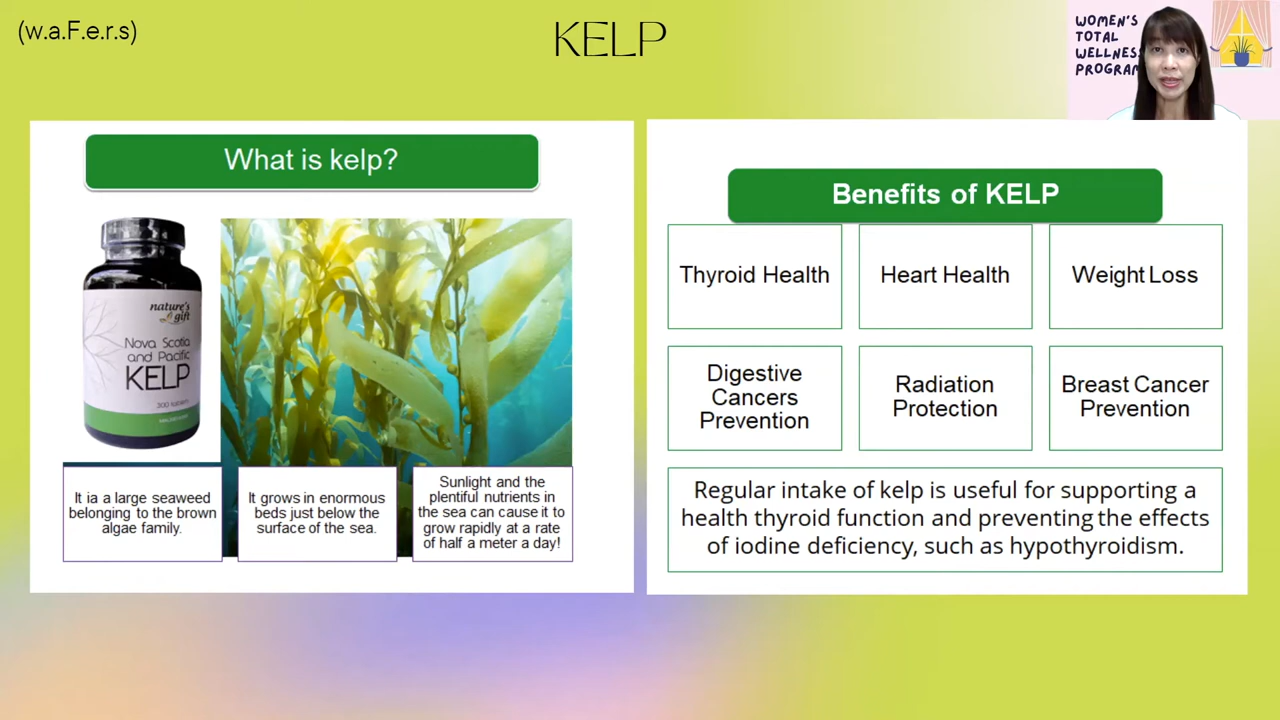 (w.a.F.e.r.s)
KELP
WOMEN'S
TOTAL
WELLNESS
PROGRAM
What is kelp?
nature's
gift
Nova Scotia
and Pacific
KELP
300 tablets
It ia a large seaweed
belonging to the brown
algae family.
It grows in enormous
beds just below the
surface of the sea.
Sunlight and the
plentiful nutrients in
the sea can cause it to
grow rapidly at a rate
of half a meter a day!
Benefits of KELP
Thyroid Health
Heart Health
Weight Loss
Digestive
Cancers
Prevention
Radiation
Protection
Breast Cancer
Prevention
Regular intake of kelp is useful for supporting a
health thyroid function and preventing the effects
of iodine deficiency, such as hypothyroidism.